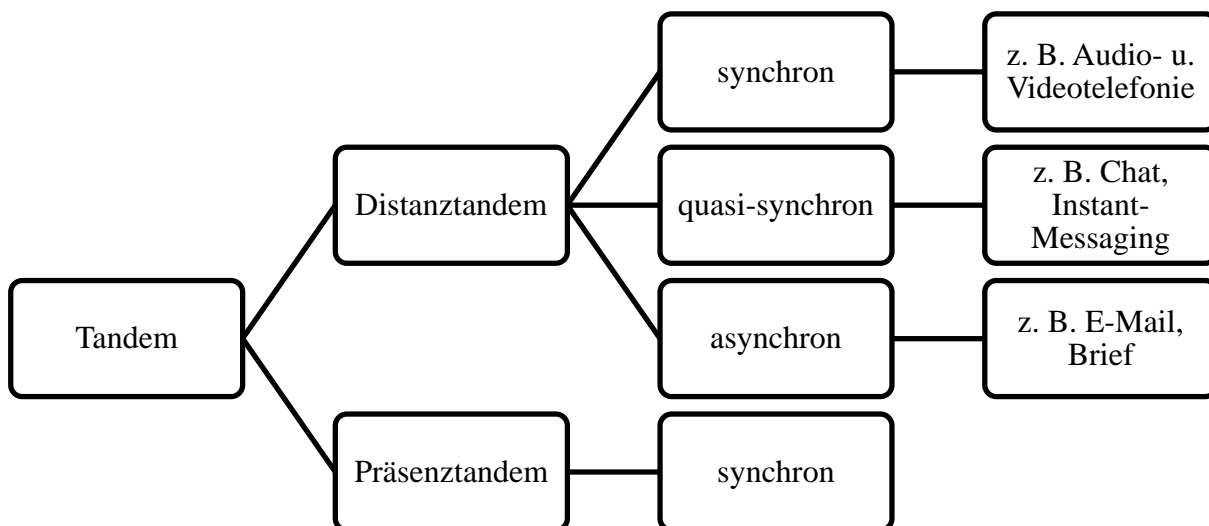 synchron
z. B. Audio- u.
Videotelefonie
Distanztandem
quasi-synchron
z. B. Chat,
Instant-
Messaging
Tandem
asynchron
z. B. E-Mail,
Brief
Präsenztandem
synchron